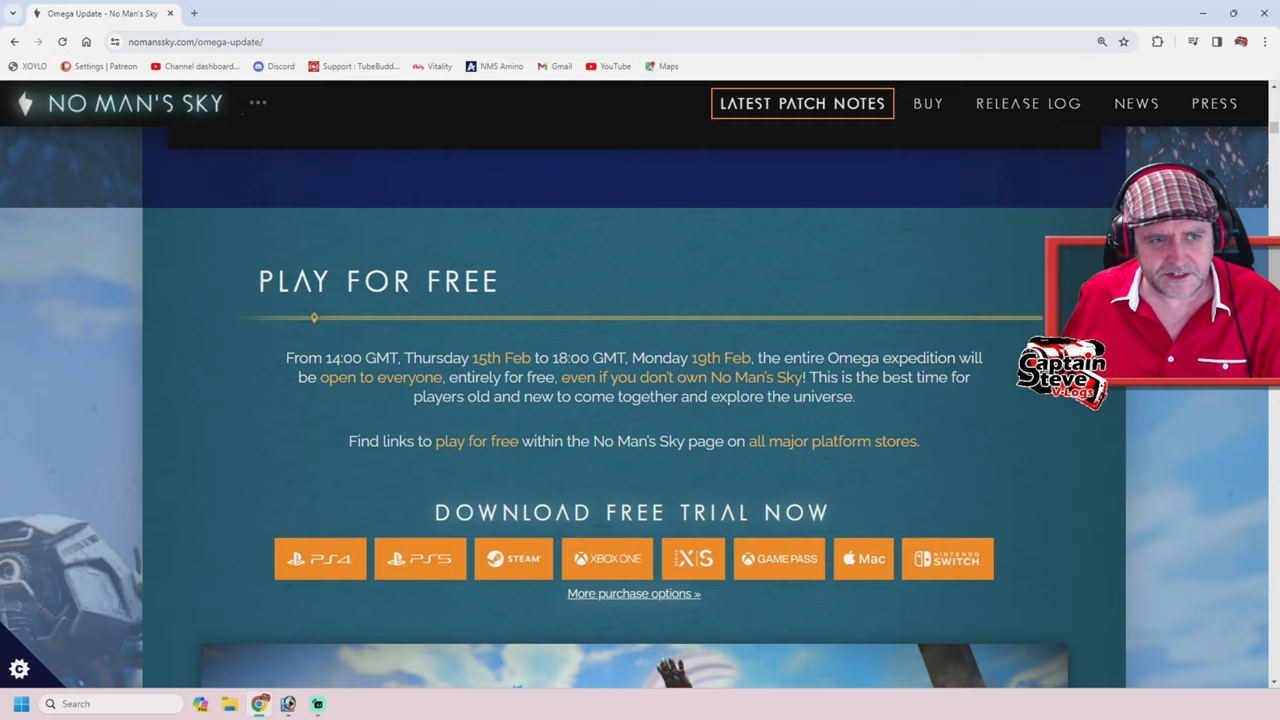 Omega Update - No Man's Sky
nomanssky.com/omega-update/
XOYLO
Settings | Patreon
Channel dashboard...
Discord
Support : TubeBudd...
Vitality
NMS Amino
Gmail
YouTube
Maps
NO MAN'S SKY
LATEST PATCH NOTES
BUY
RELEASE LOG
NEWS
PRESS
PLAY FOR FREE
From 14:00 GMT, Thursday 15th Feb to 18:00 GMT, Monday 19th Feb, the entire Omega expedition will
be open to everyone, entirely for free, even if you don't own No Man's Sky! This is the best time for
players old and new to come together and explore the universe.
Find links to play for free within the No Man's Sky page on all major platform stores.
DOWNLOAD FREE TRIAL NOW
PS4
PS5
STEAM
XBOX ONE
X|S
GAME PASS
Mac
NINTENDO SWITCH
More purchase options »
Captain
Steve
V-Logs
Search